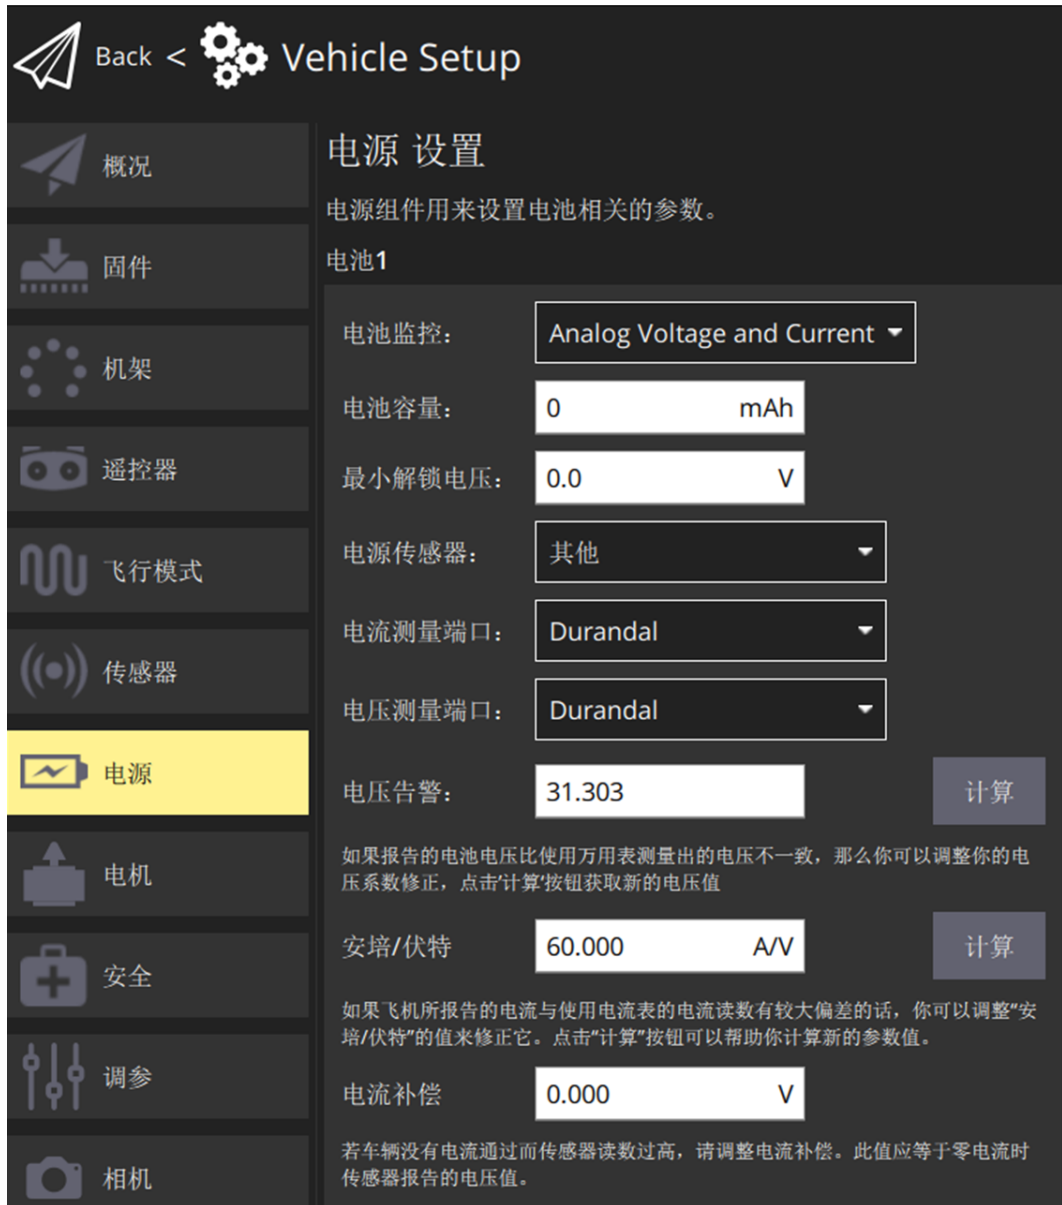 Back < Vehicle Setup
概况
固件
机架
遥控器
飞行模式
传感器
电源
电机
安全
调参
相机
电源 设置
电源组件用来设置电池相关的参数。
电池1
电池监控： Analog Voltage and Current
电池容量： 0 mAh
最小解锁电压： 0.0 V
电源传感器： 其他
电流测量端口： Durandal
电压测量端口： Durandal
电压告警： 31.303 计算
如果报告的电池电压比使用万用表测量出的电压不一致，那么你可以调整你的电
压系数修正，点击'计算'按钮获取新的电压值
安培/伏特 60.000 A/V 计算
如果飞机所报告的电流与使用电流表的电流读数有较大偏差的话，你可以调整“安
培/伏特”的值来修正它。点击“计算”按钮可以帮助你计算新的参数值。
电流补偿 0.000 V
若车辆没有电流通过而传感器读数过高，请调整电流补偿。此值应等于零电流时
传感器报告的电压值。